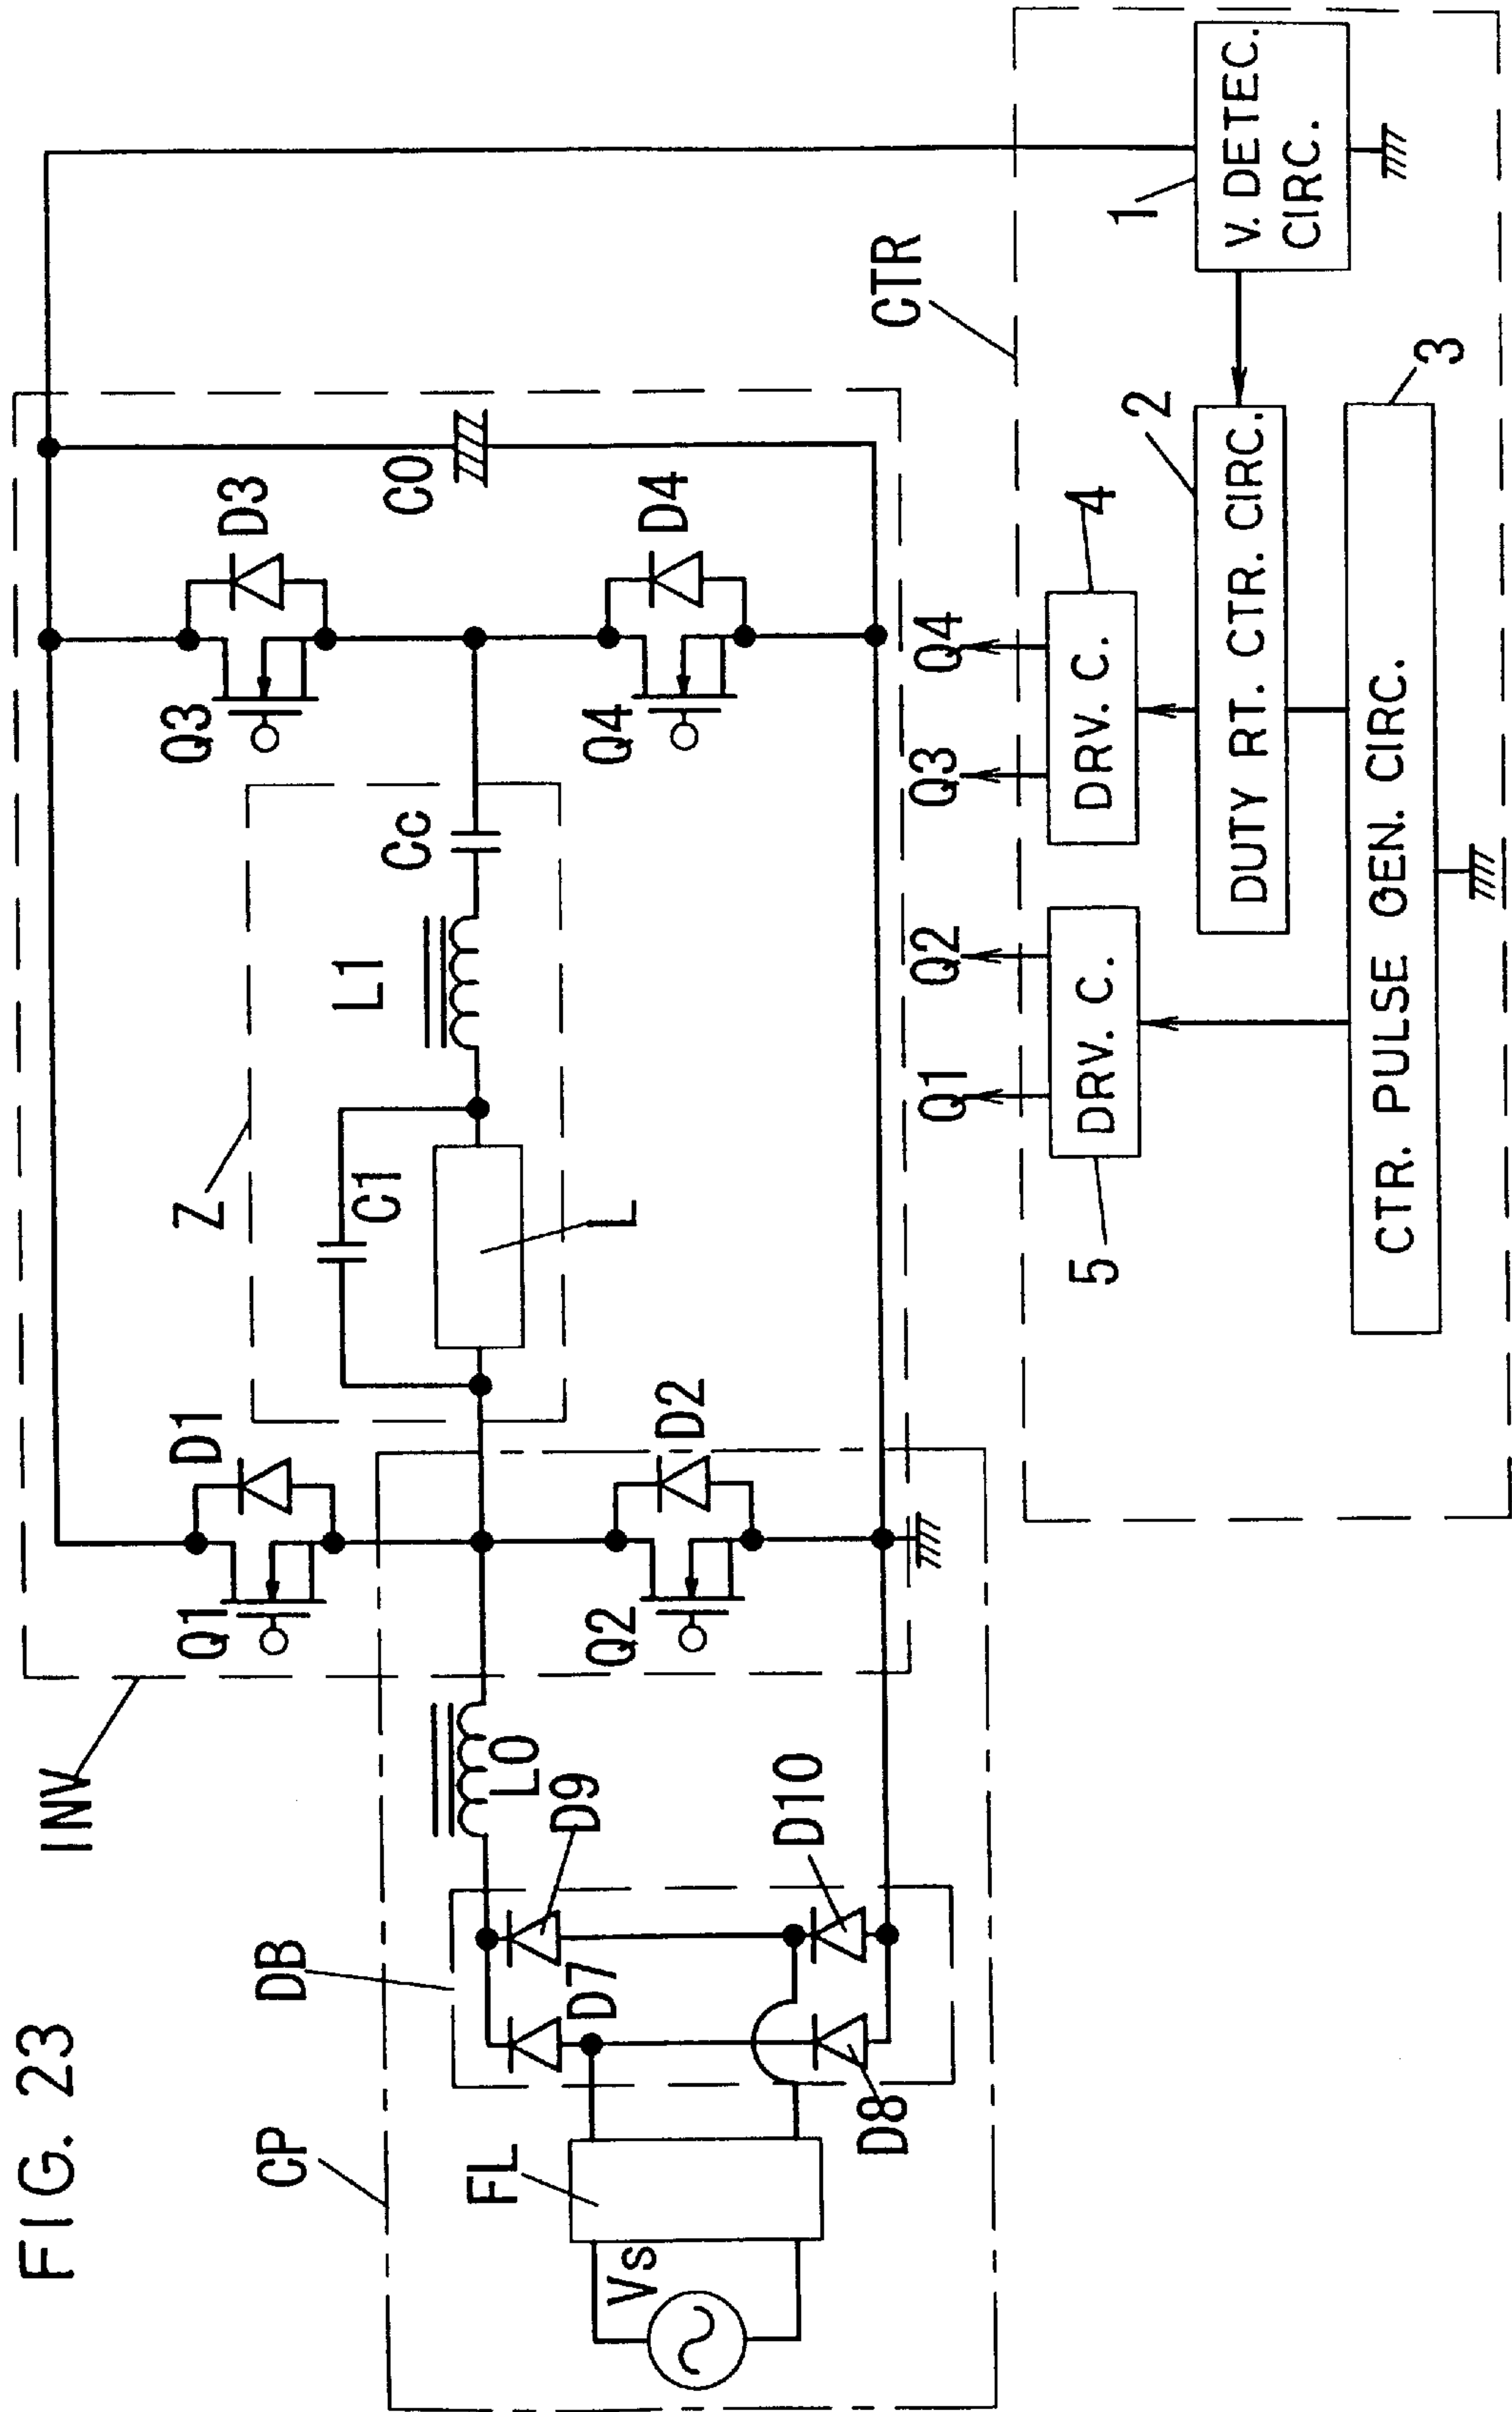 FIG. 23
INV
Q1
D1
Z
C1
L1
Cc
Q3
D3
CO
L
Q4
D4
Q2
D2
CP
DB
LO
D9
D7
D10
D8
FL
Vs
CTR
Q1
Q2
Q3
Q4
5
DRV. C.
DRV. C.
4
2
DUTY RT. CTR. CIRC.
1
V. DETEC.
CIRC.
CTR. PULSE GEN. CIRC.
3